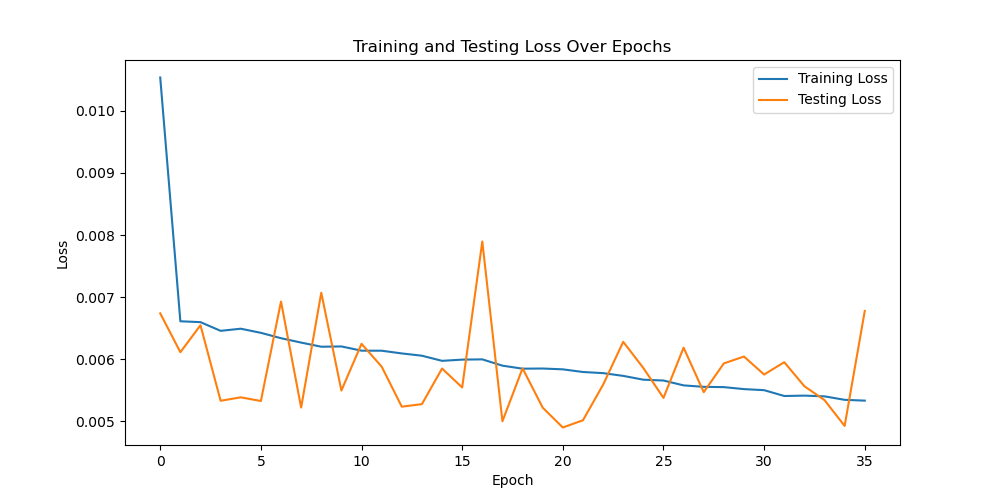 Training and Testing Loss Over Epochs
Training Loss
Testing Loss
Loss
0.010
0.009
0.008
0.007
0.006
0.005
0 5 10 15 20 25 30 35
Epoch